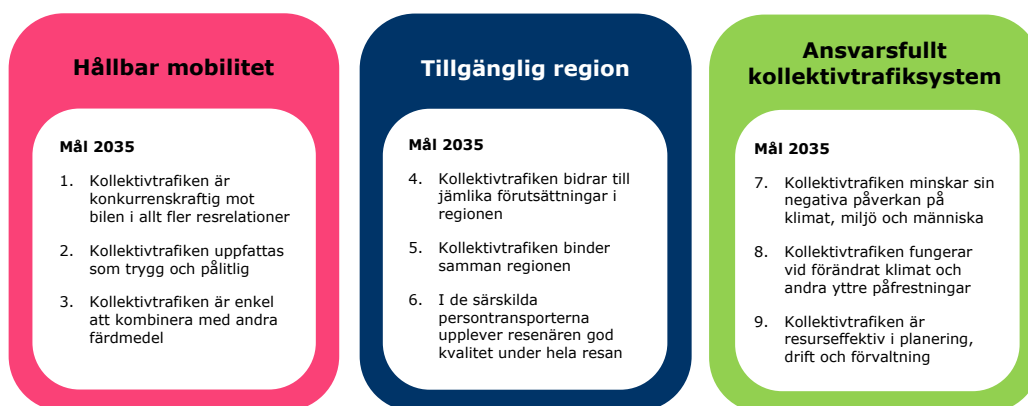 Hållbar mobilitet
Mål 2035
1. Kollektivtrafiken är
konkurrenskraftig mot
bilen i allt fler resrelationer
2. Kollektivtrafiken uppfattas
som trygg och pålitlig
3. Kollektivtrafiken är enkel
att kombinera med andra
färdmedel
Tillgänglig region
Mål 2035
4. Kollektivtrafiken bidrar till
jämlika förutsättningar i
regionen
5. Kollektivtrafiken binder
samman regionen
6. I de särskilda
persontransporterna
upplever resenären god
kvalitet under hela resan
Ansvarsfullt
kollektivtrafiksystem
Mål 2035
7. Kollektivtrafiken minskar sin
negativa påverkan på
klimat, miljö och människa
8. Kollektivtrafiken fungerar
vid förändrat klimat och
andra yttre påfrestningar
9. Kollektivtrafiken är
resurseffektiv i planering,
drift och förvaltning